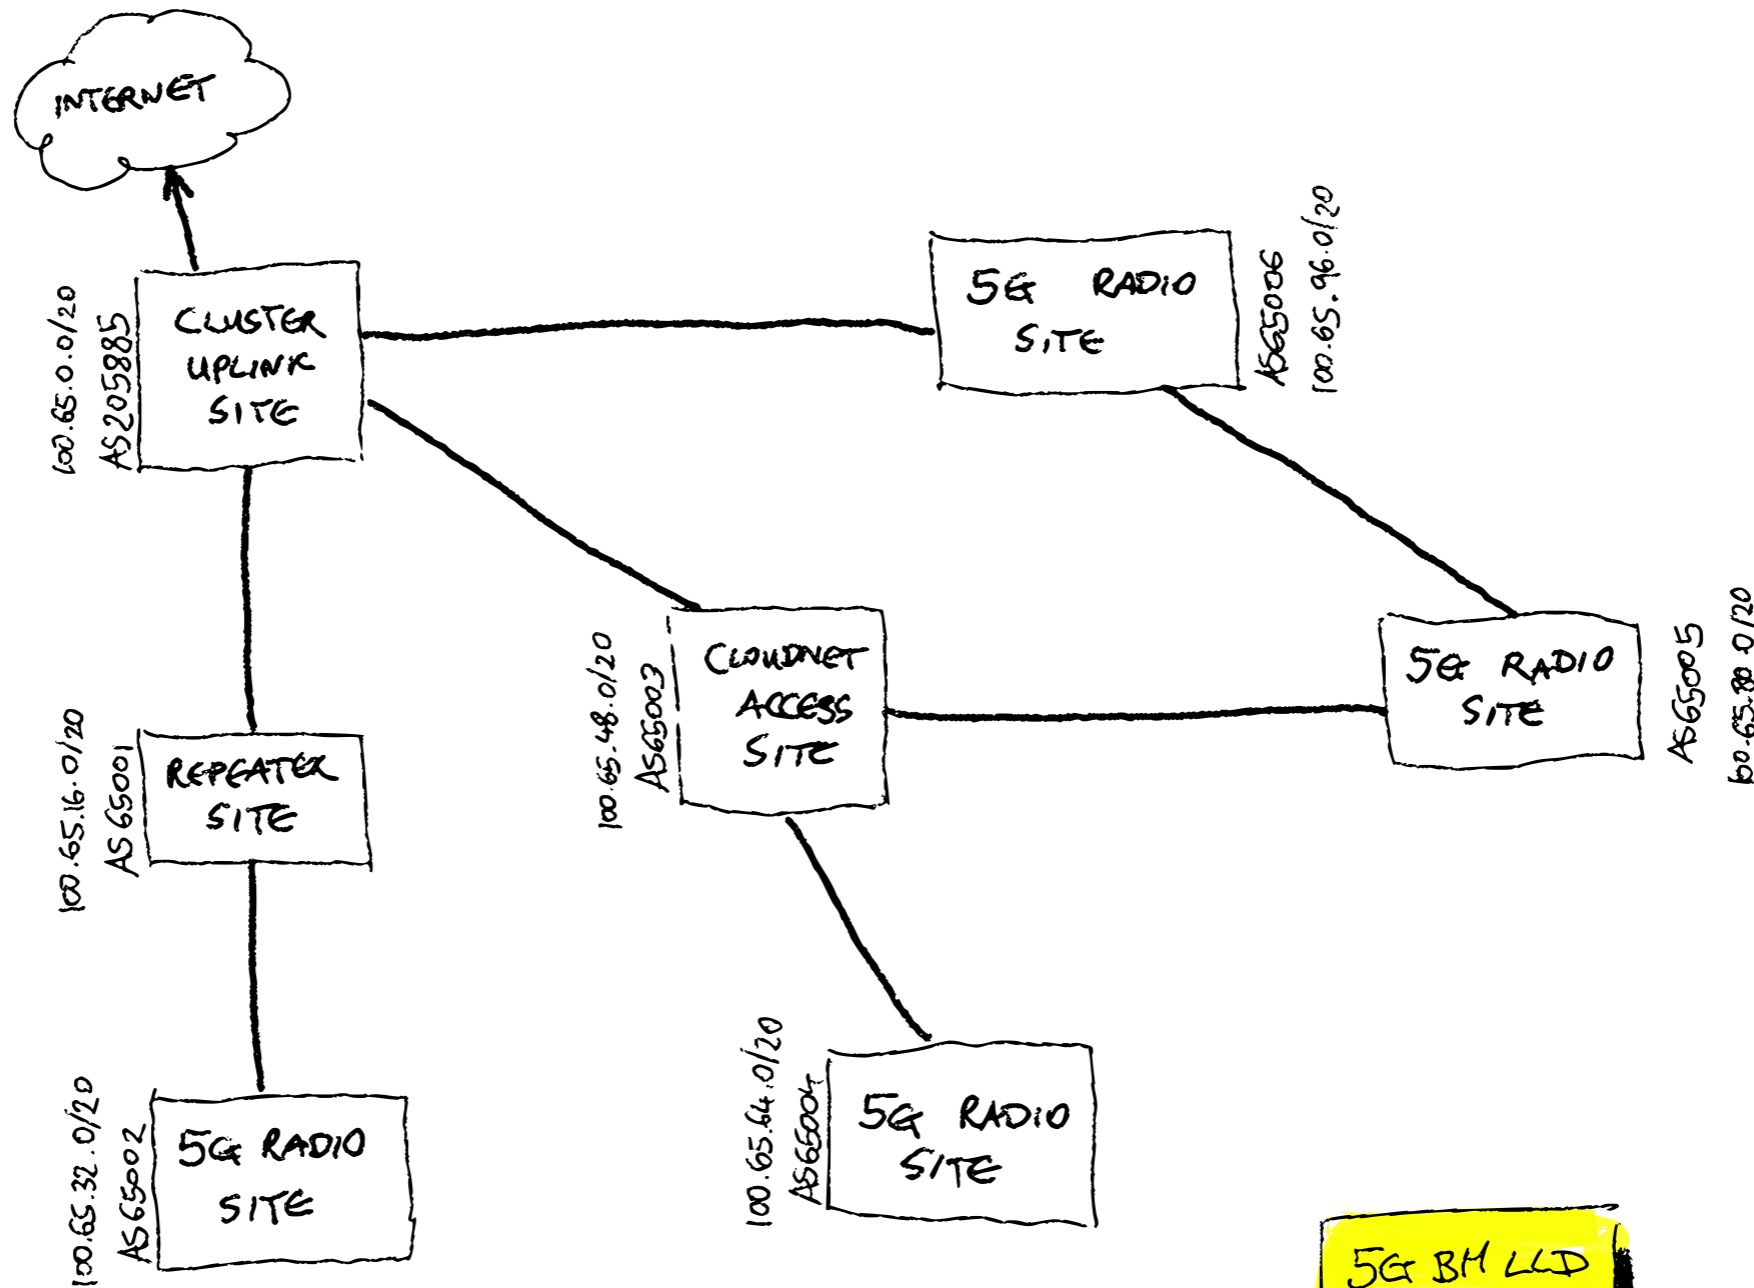 INTERNET
100.65.0.0/20
AS205885
CLUSTER
UPLINK
SITE
5G RADIO
SITE
AS65006
100.65.96.0/20
100.65.48.0/20
AS65003
CLOUDNET
ACCESS
SITE
5G RADIO
SITE
AS65005
100.65.80.0/20
100.65.16.0/20
AS65001
REPEATER
SITE
100.65.32.0/20
AS65002
5G RADIO
SITE
100.65.64.0/20
AS65004
5G RADIO
SITE
5G BH LLD